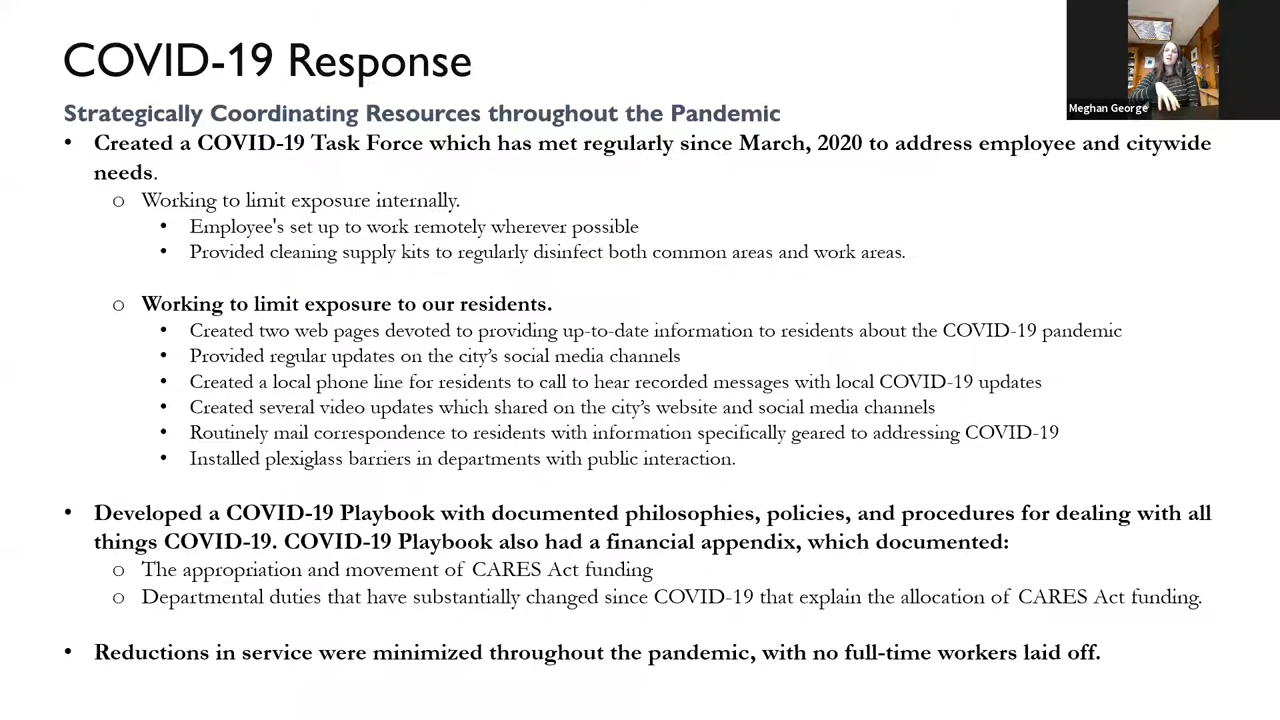 COVID-19 Response
Meghan George
Strategically Coordinating Resources throughout the Pandemic
• Created a COVID-19 Task Force which has met regularly since March, 2020 to address employee and citywide
needs.
o Working to limit exposure internally.
• Employee's set up to work remotely wherever possible
• Provided cleaning supply kits to regularly disinfect both common areas and work areas.
o Working to limit exposure to our residents.
• Created two web pages devoted to providing up-to-date information to residents about the COVID-19 pandemic
• Provided regular updates on the city’s social media channels
• Created a local phone line for residents to call to hear recorded messages with local COVID-19 updates
• Created several video updates which shared on the city’s website and social media channels
• Routinely mail correspondence to residents with information specifically geared to addressing COVID-19
• Installed plexiglass barriers in departments with public interaction.
• Developed a COVID-19 Playbook with documented philosophies, policies, and procedures for dealing with all
things COVID-19. COVID-19 Playbook also had a financial appendix, which documented:
o The appropriation and movement of CARES Act funding
o Departmental duties that have substantially changed since COVID-19 that explain the allocation of CARES Act funding.
• Reductions in service were minimized throughout the pandemic, with no full-time workers laid off.